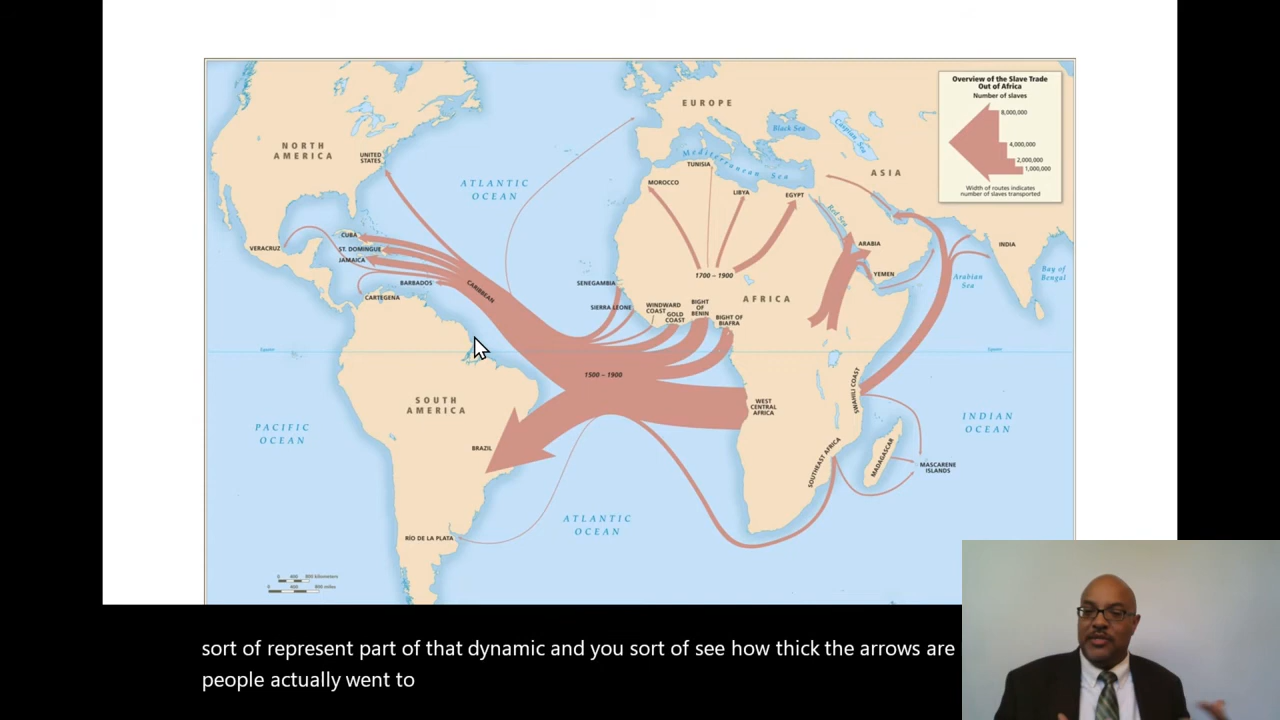 Overview of the Slave Trade
Out of Africa
Number of slaves
8,000,000
4,000,000
2,000,000
1,000,000
Width of routes indicates
number of slaves transported
EUROPE
Black Sea
Caspian Sea
NORTH
AMERICA
UNITED
STATES
Mediterranean Sea
TUNISIA
ASIA
ATLANTIC
OCEAN
MOROCCO
LIBYA
EGYPT
Red Sea
CUBA
VERACRUZ
ST. DOMINGUE
JAMAICA
ARABIA
INDIA
1700 – 1900
YEMEN
Arabian
Sea
Bay of
Bengal
BARBADOS
CARIBBEAN
SENEGAMBIA
CARTEGENA
AFRICA
SIERRA LEONE
WINDWARD
COAST
GOLD
COAST
BIGHT
OF
BENIN
BIGHT OF
BIAFRA
Equator
Equator
1500 – 1900
SOUTH
AMERICA
WEST
CENTRAL
AFRICA
SWAHILI COAST
PACIFIC
OCEAN
INDIAN
OCEAN
BRAZIL
SOUTHEAST AFRICA
MADAGASCAR
MASCARENE
ISLANDS
ATLANTIC
OCEAN
RÍO DE LA PLATA
0 400 800 kilometers
0 400 800 miles
sort of represent part of that dynamic and you sort of see how thick the arrows are
people actually went to